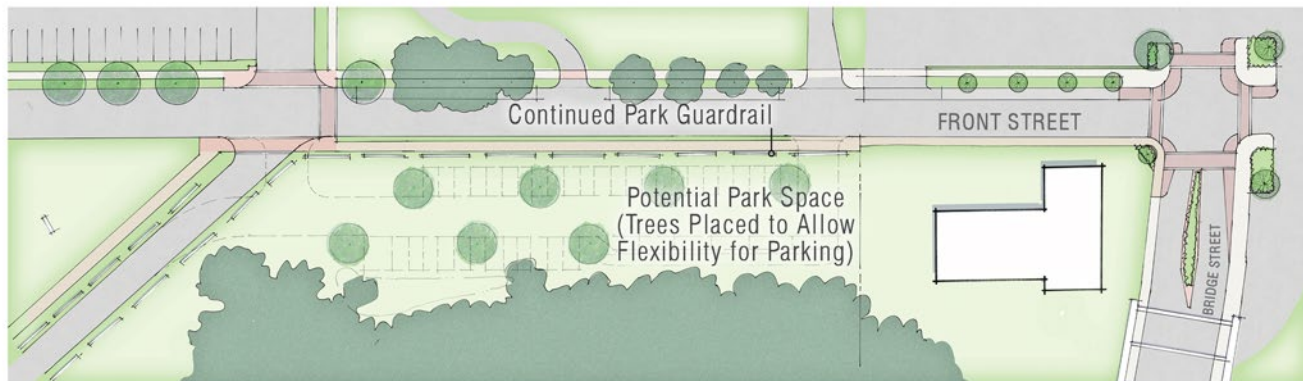 Continued Park Guardrail
FRONT STREET
Potential Park Space
(Trees Placed to Allow
Flexibility for Parking)
BRIDGE STREET